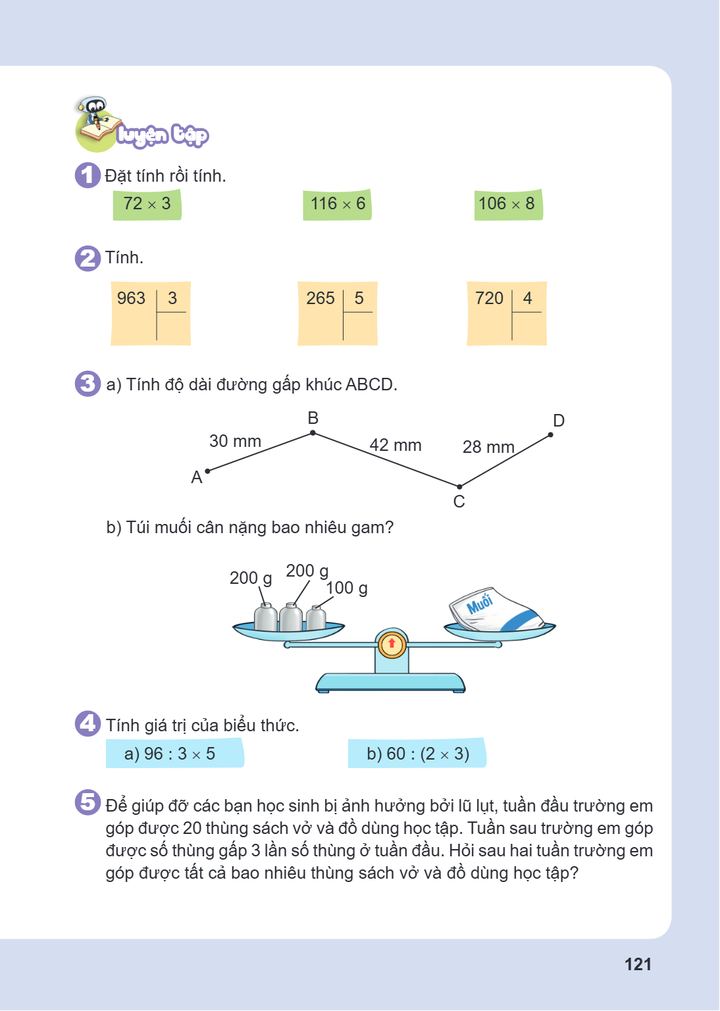 luyện tập
1 Đặt tính rồi tính.
72 × 3 116 × 6 106 × 8
2 Tính.
963 3 265 5 720 4
3 a) Tính độ dài đường gấp khúc ABCD.
B
D
30 mm 42 mm 28 mm
A
C
b) Túi muối cân nặng bao nhiêu gam?
200 g 200 g 100 g
Muối
4 Tính giá trị của biểu thức.
a) 96 : 3 × 5 b) 60 : (2 × 3)
5 Để giúp đỡ các bạn học sinh bị ảnh hưởng bởi lũ lụt, tuần đầu trường em
góp được 20 thùng sách vở và đồ dùng học tập. Tuần sau trường em góp
được số thùng gấp 3 lần số thùng ở tuần đầu. Hỏi sau hai tuần trường em
góp được tất cả bao nhiêu thùng sách vở và đồ dùng học tập?
121